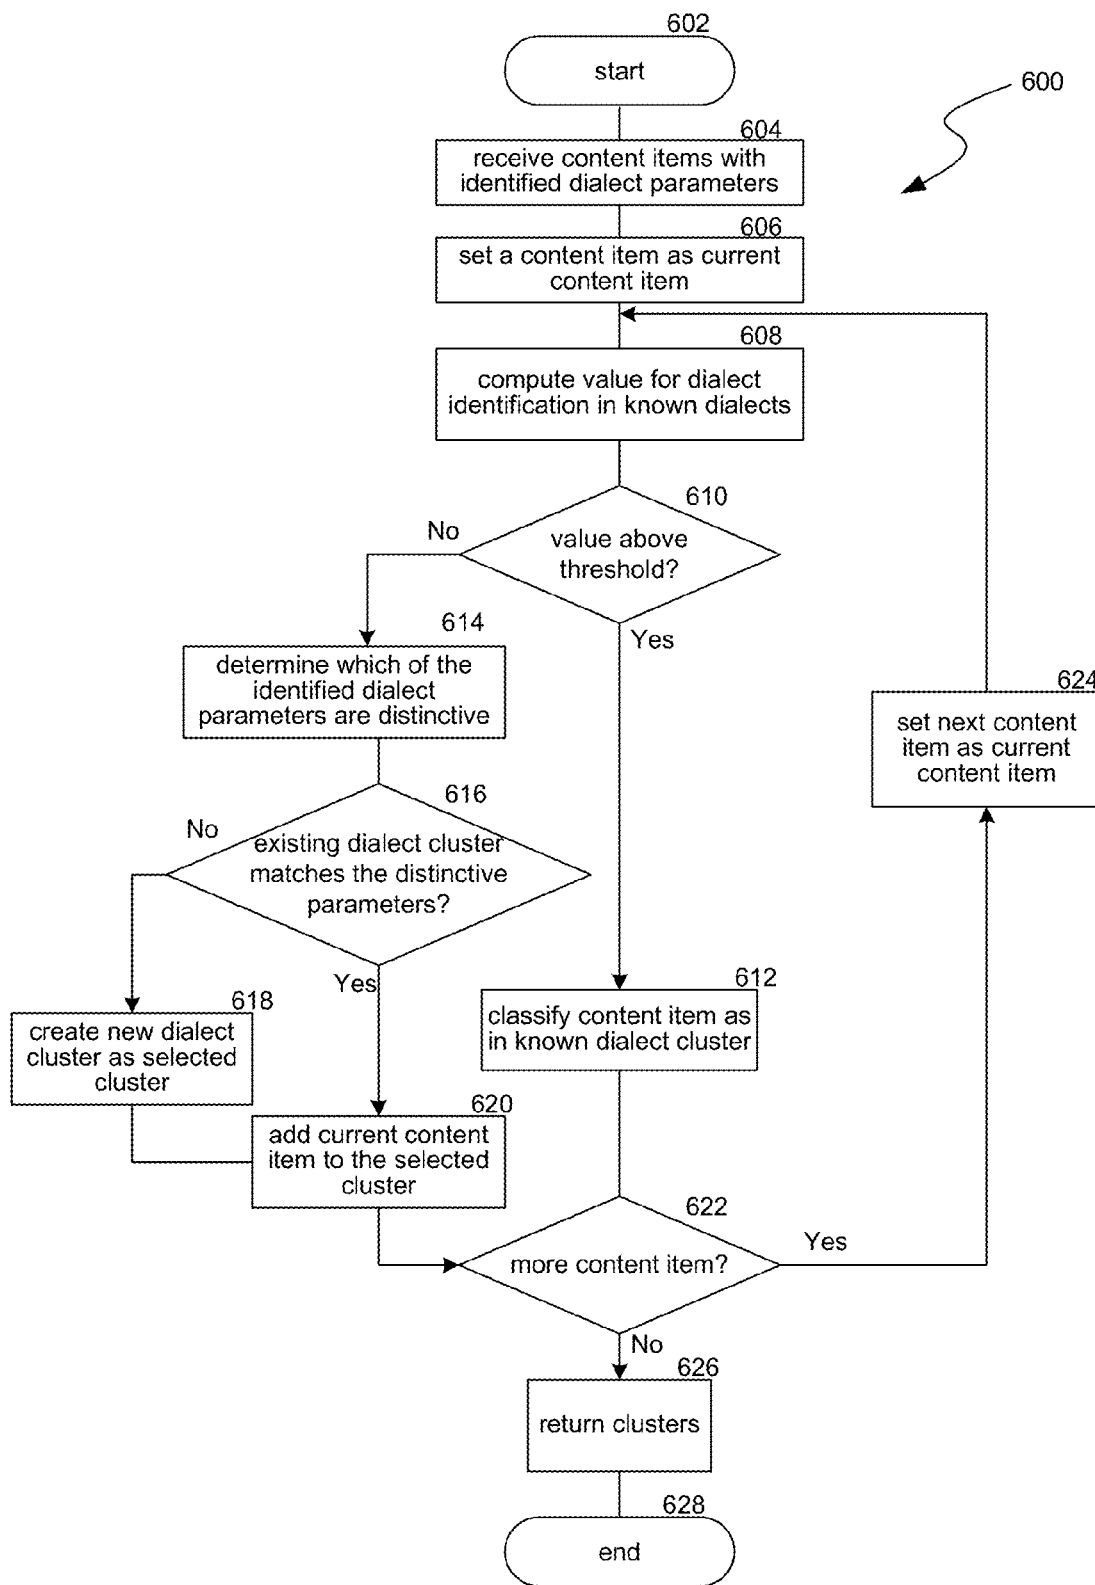 602
start
600
604
receive content items with
identified dialect parameters
606
set a content item as current
content item
608
compute value for dialect
identification in known dialects
610
No
value above
threshold?
Yes
614
determine which of the
identified dialect
parameters are distinctive
624
set next content
item as current
content item
616
No
existing dialect cluster
matches the distinctive
parameters?
Yes
618
create new dialect
cluster as selected
cluster
612
classify content item as
in known dialect cluster
620
add current content
item to the selected
cluster
622
more content item?
Yes
No
626
return clusters
628
end